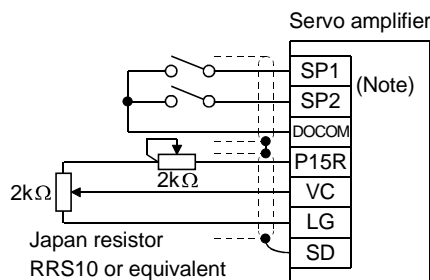 Servo amplifier
SP1
(Note)
SP2
DOCOM
P15R
2kΩ
VC
2kΩ
LG
Japan resistor
RRS10 or equivalent
SD